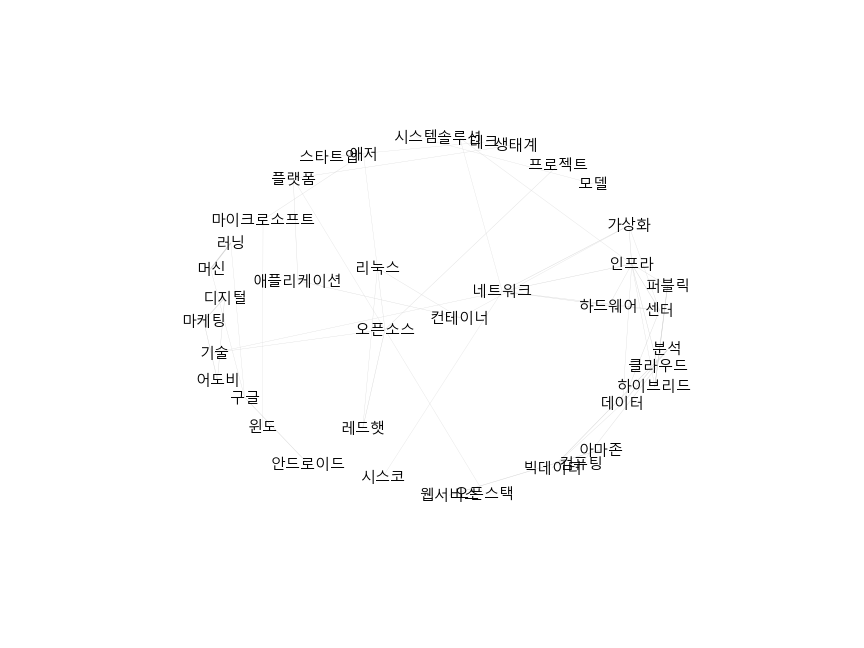 시스템
솔루션
테크
생태계
스타트업
애저
프로젝트
플랫폼
모델
마이크로소프트
가상화
러닝
머신
리눅스
인프라
애플리케이션
퍼블릭
네트워크
디지털
하드웨어
센터
마케팅
컨테이너
오픈소스
기술
분석
클라우드
어도비
하이브리드
구글
데이터
윈도
레드햇
아마존
안드로이드
컴퓨팅
빅데이터
시스코
웹서비스
오픈스택